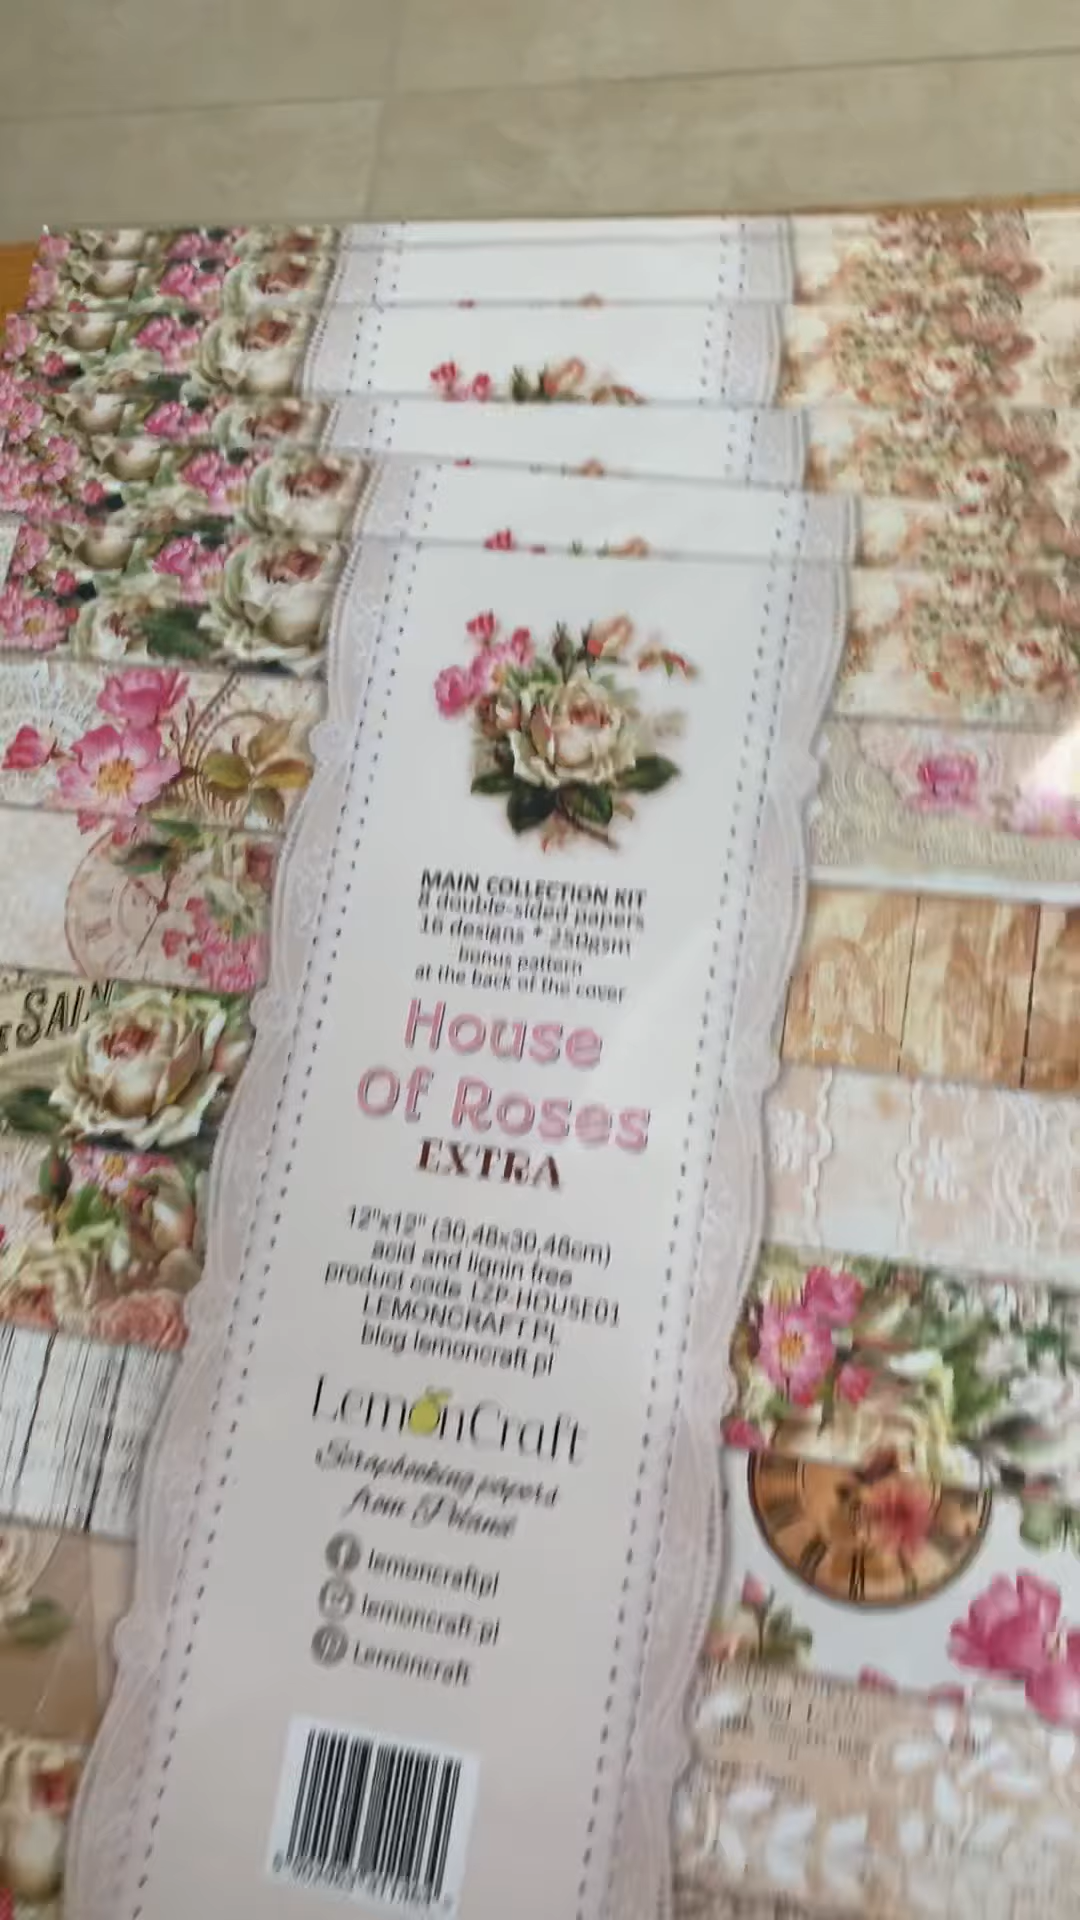 MAIN COLLECTION KIT
8 double-sided papers
16 designs * 250gsm
bonus pattern
at the back of the cover
House
Of Roses
EXTRA
12"x12" (30,48x30,48cm)
acid and lignin free
product code LZP-HOUSE01
LEMONCRAFT.PL
blog.lemoncraft.pl
LemonCraft
Scrapbooking papers
from Poland
lemoncraftpl
lemoncraft.pl
Lemoncraft
SAIN